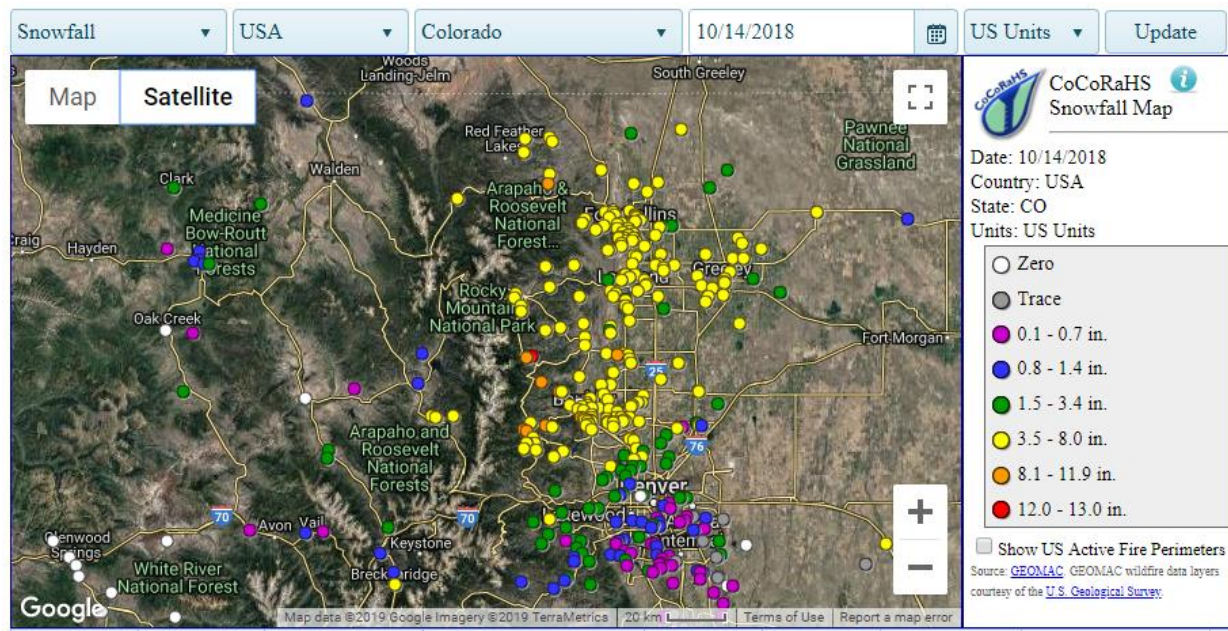 Snowfall
USA
Colorado
10/14/2018
US Units
Update
Map
Satellite
Woods
Landing-Jelm
South Greeley
Red Feather
Lakes
Pawnee
National
Grassland
Walden
Clark
Arapaho &
Roosevelt
National
Forest...
Medicine
Bow-Routt
National
Forests
Hayden
Rocky
Mountain
National Park
Greeley
Oak Creek
Fort Morgan
25
76
Arapaho and
Roosevelt
National
Forests
Denver
70
Avon
Vail
70
Keystone
Glenwood
Springs
White River
National Forest
Google
Map data ©2019 Google Imagery ©2019 TerraMetrics
20 km
Terms of Use
Report a map error
CoCoRaHS
CoCoRaHS
Snowfall Map
Date: 10/14/2018
Country: USA
State: CO
Units: US Units
Zero
Trace
0.1 - 0.7 in.
0.8 - 1.4 in.
1.5 - 3.4 in.
3.5 - 8.0 in.
8.1 - 11.9 in.
12.0 - 13.0 in.
Show US Active Fire Perimeters
Source: GEOMAC. GEOMAC wildfire data layers
courtesy of the U.S. Geological Survey.